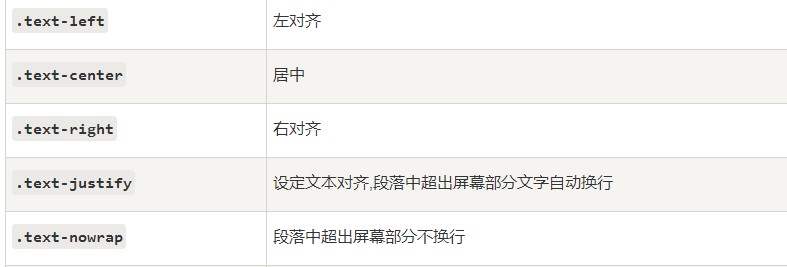 .text-left 左对齐
.text-center 居中
.text-right 右对齐
.text-justify 设定文本对齐,段落中超出屏幕部分文字自动换行
.text-nowrap 段落中超出屏幕部分不换行